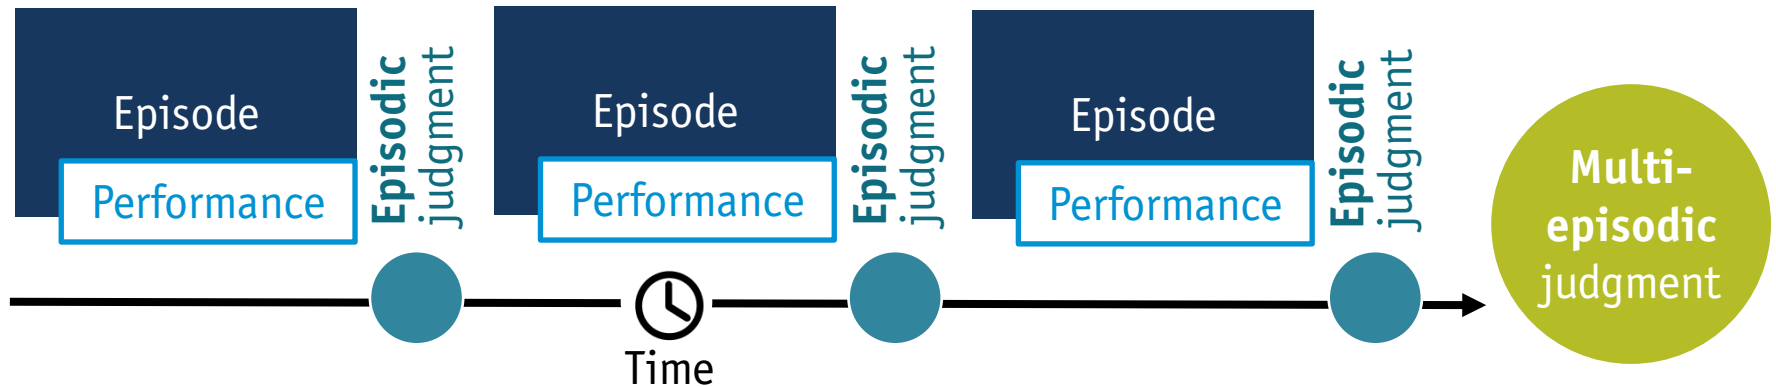 Episode
Performance
Episodic
judgment
Episode
Performance
Episodic
judgment
Episode
Performance
Episodic
judgment
Time
Multi-
episodic
judgment